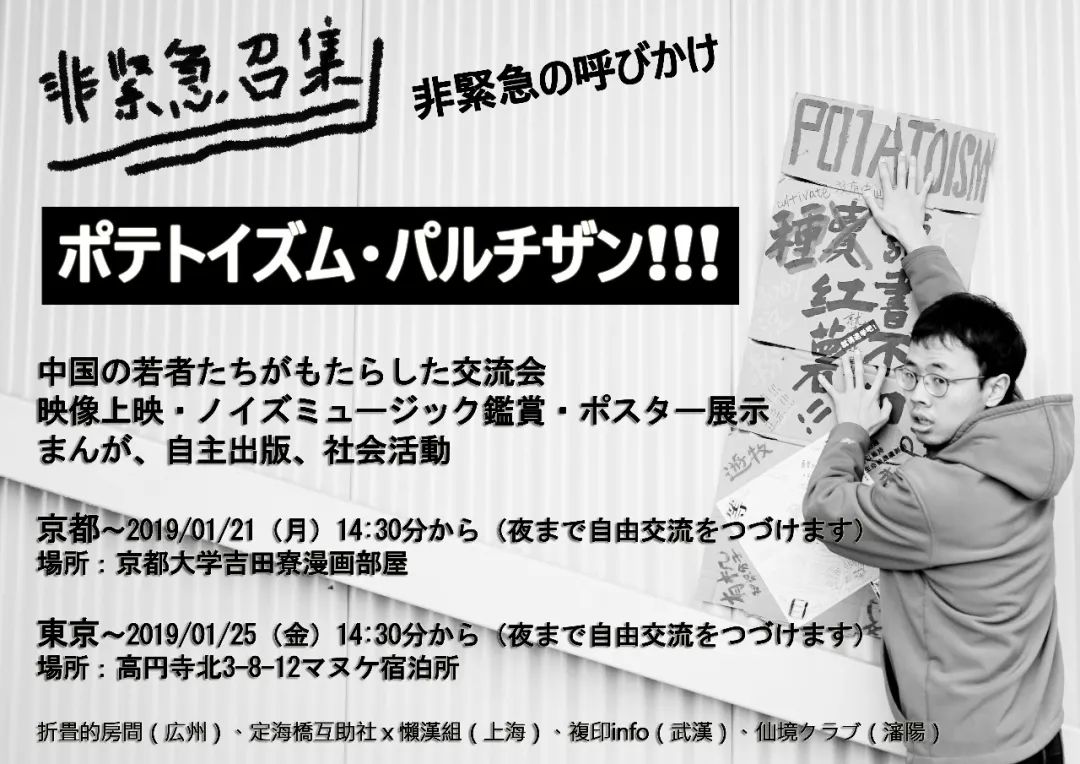 非緊急召集
非緊急の呼びかけ
ポテトイズム・パルチザン!!!
中国の若者たちがもたらした交流会
映像上映・ノイズミュージック鑑賞・ポスター展示
まんが、自主出版、社会活動
京都～2019/01/21（月）14:30分から（夜まで自由交流をつづけます）
場所：京都大学吉田寮漫画部屋
東京～2019/01/25（金）14:30分から（夜まで自由交流をつづけます）
場所：高円寺北3-8-12マヌケ宿泊所
折畳的房間（広州）、定海橋互助社ｘ懶漢組（上海）、複印info（武漢）、仙境クラブ（瀋陽）
POTATOISM
cultivate
種賣
紅
書
不
遊牧